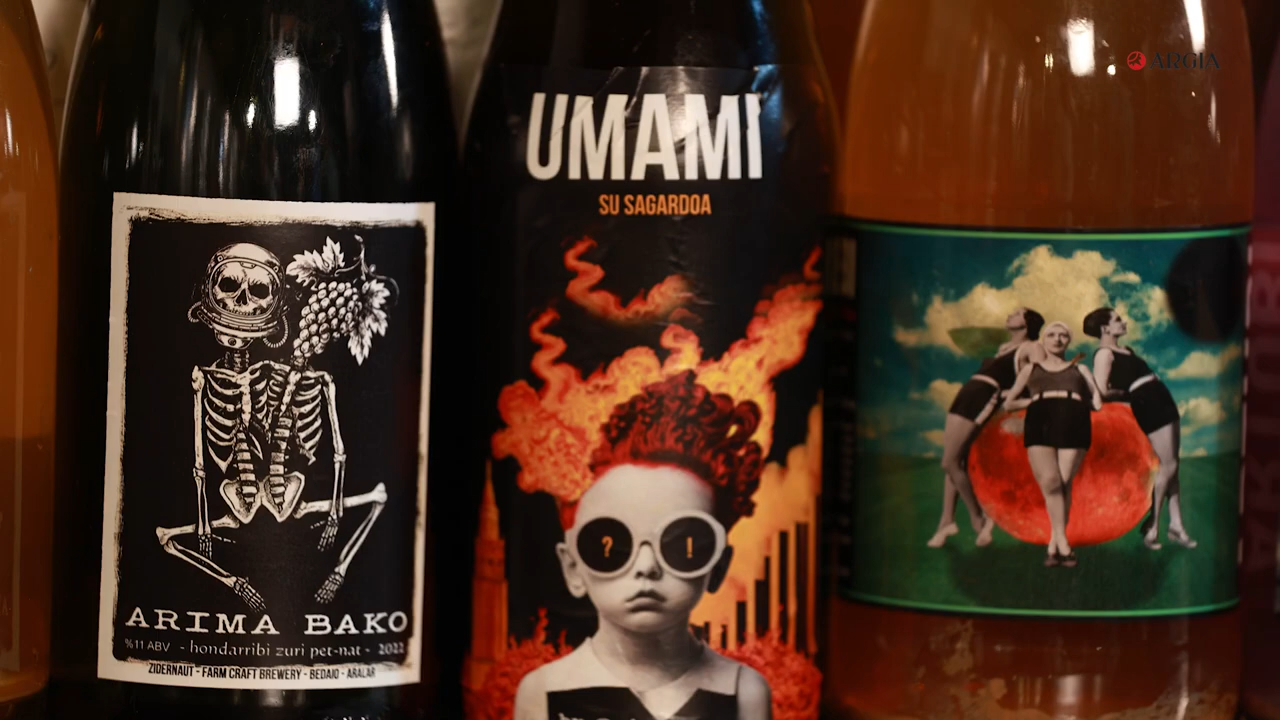 ARIMA BAKO
%11 ABV - hondarribi zuri pet-nat - 2022
ZIDERNAUT - FARM CRAFT BREWERY - BEDAIO - ARALAR
UMAMI
SU SAGARDOA
? !
ARGIA